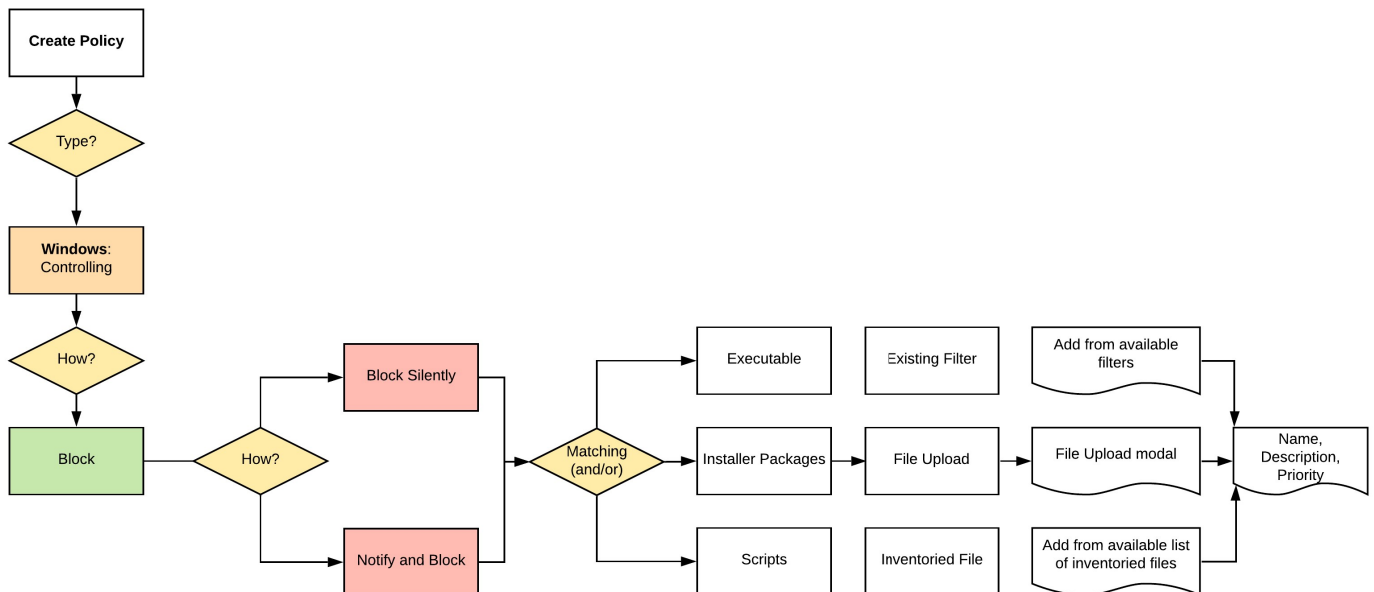 Create Policy
Type?
Windows:
Controlling
How?
Block
How?
Block Silently
Notify and Block
Matching
(and/or)
Executable
Installer Packages
Scripts
Existing Filter
File Upload
Inventoried File
Add from available
filters
File Upload modal
Add from available list
of inventoried files
Name,
Description,
Priority